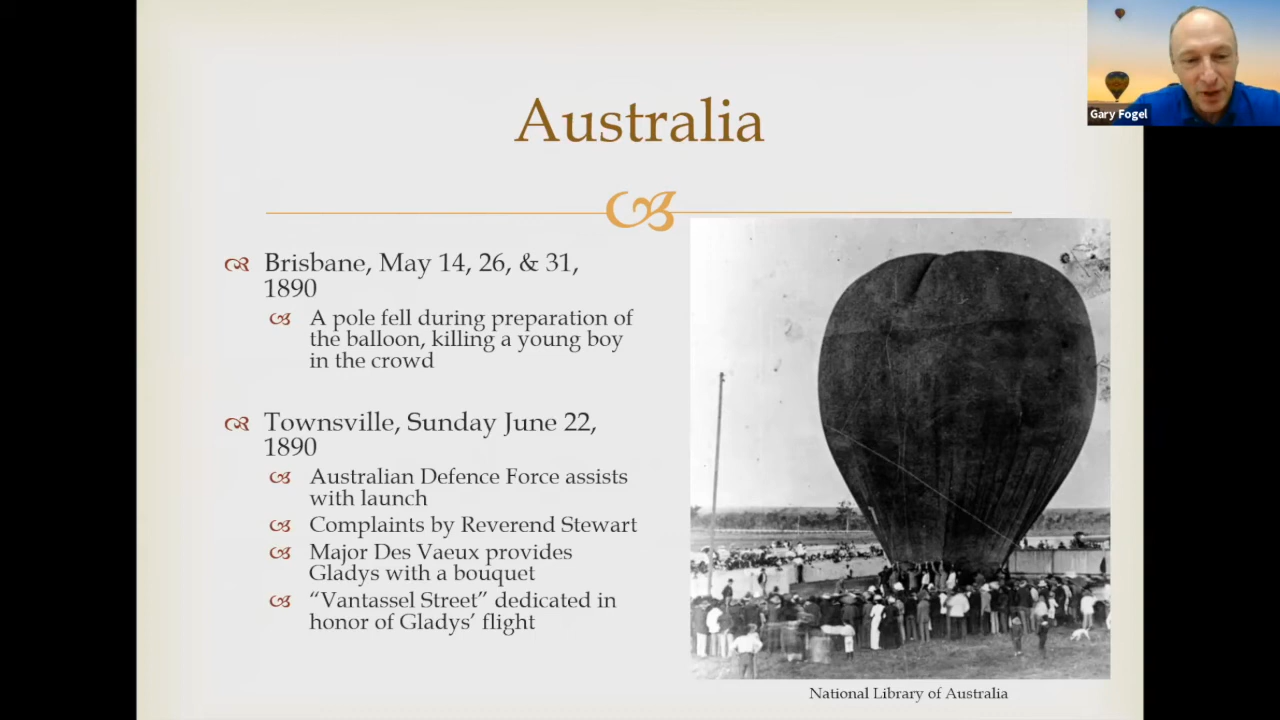 Australia
Gary Fogel
Brisbane, May 14, 26, & 31,
1890
A pole fell during preparation of
the balloon, killing a young boy
in the crowd
Townsville, Sunday June 22,
1890
Australian Defence Force assists
with launch
Complaints by Reverend Stewart
Major Des Vaeux provides
Gladys with a bouquet
“Vantassel Street” dedicated in
honor of Gladys’ flight
National Library of Australia